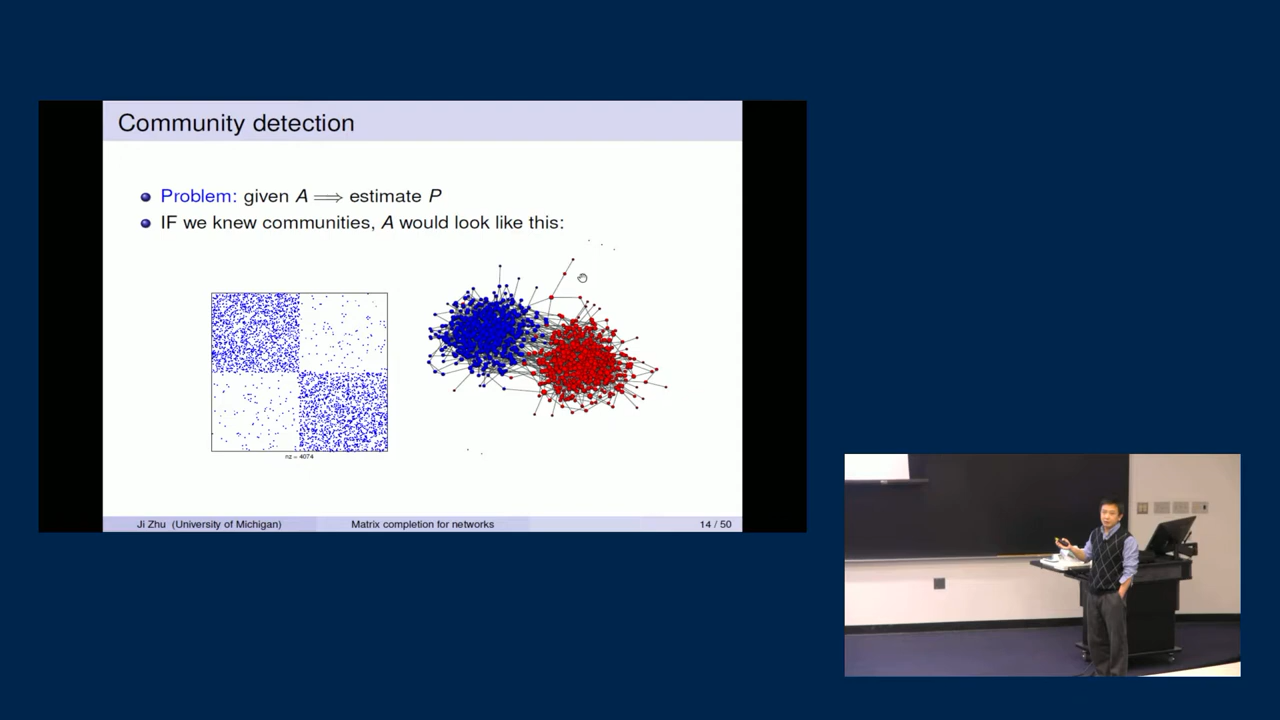 Community detection
Problem: given A ⟹ estimate P
IF we knew communities, A would look like this:
nz = 4074
Ji Zhu (University of Michigan) Matrix completion for networks 14 / 50